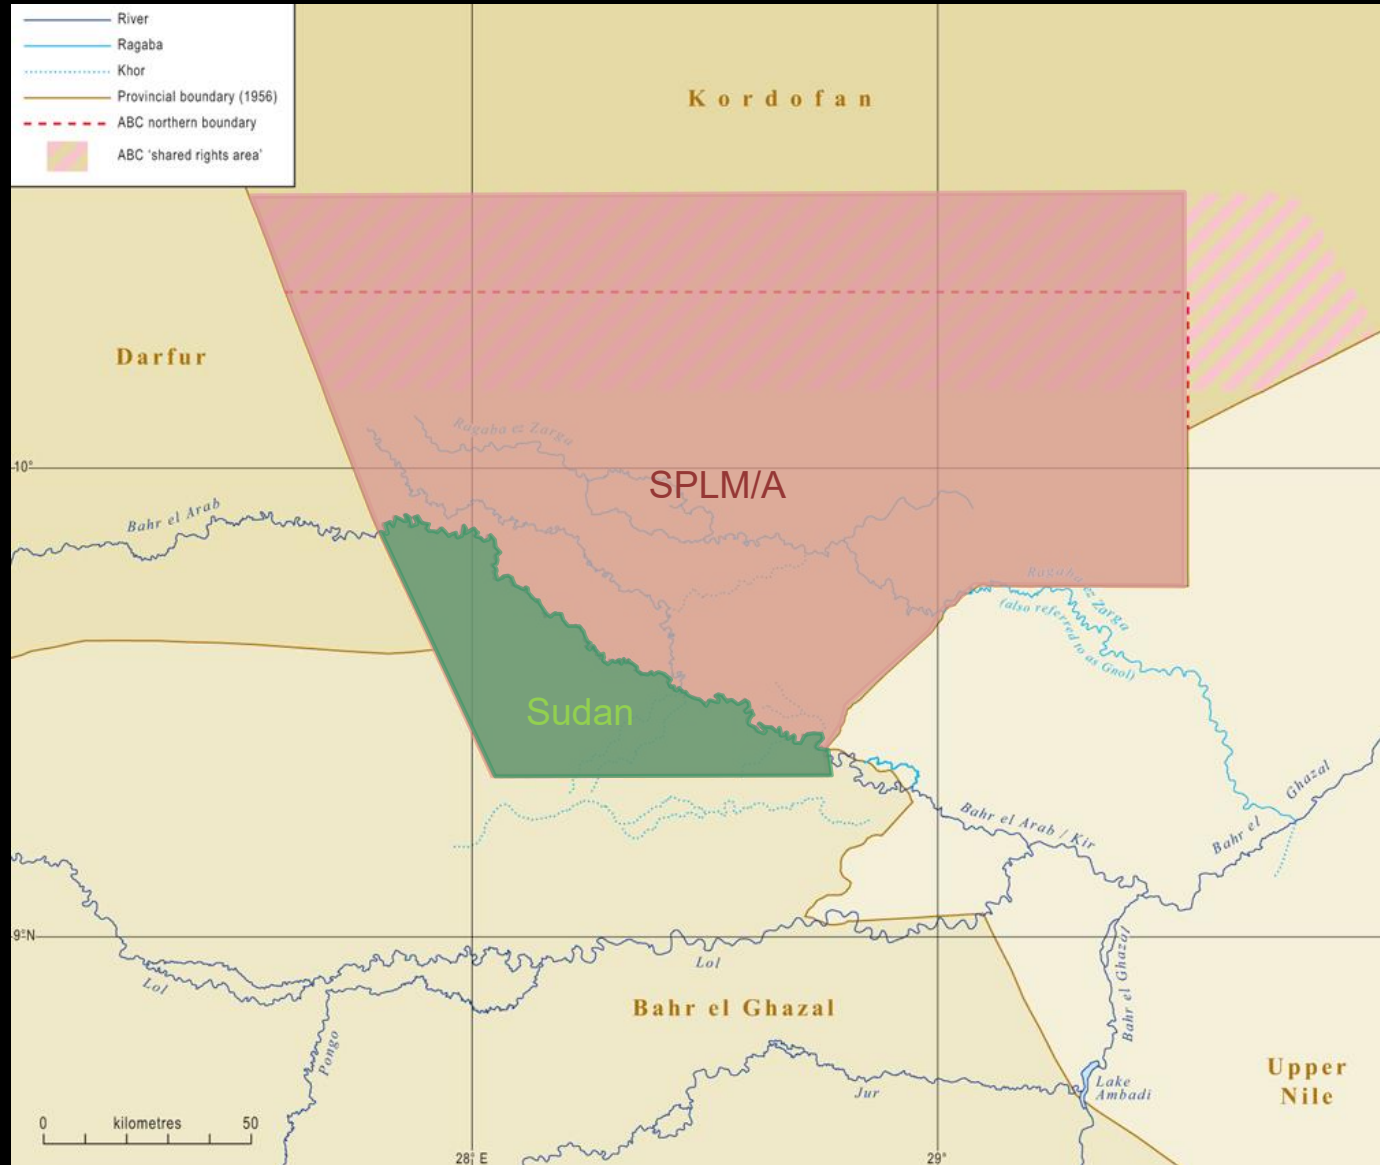 River
Ragaba
Khor
Provincial boundary (1956)
ABC northern boundary
ABC ‘shared rights area’
Kordofan
Darfur
Ragaba ez Zarga
10°
SPLM/A
Bahr el Arab
Ragaba ez Zarga
(also referred
to as Gnol)
Sudan
Bahr el Arab / Kir
Bahr el Ghazal
9°N
Lol
Lol
Bahr el Ghazal
Bahr el Ghazal
Pongo
Jur
Lake
Ambadi
Upper
Nile
0 kilometres 50
28° E
29°